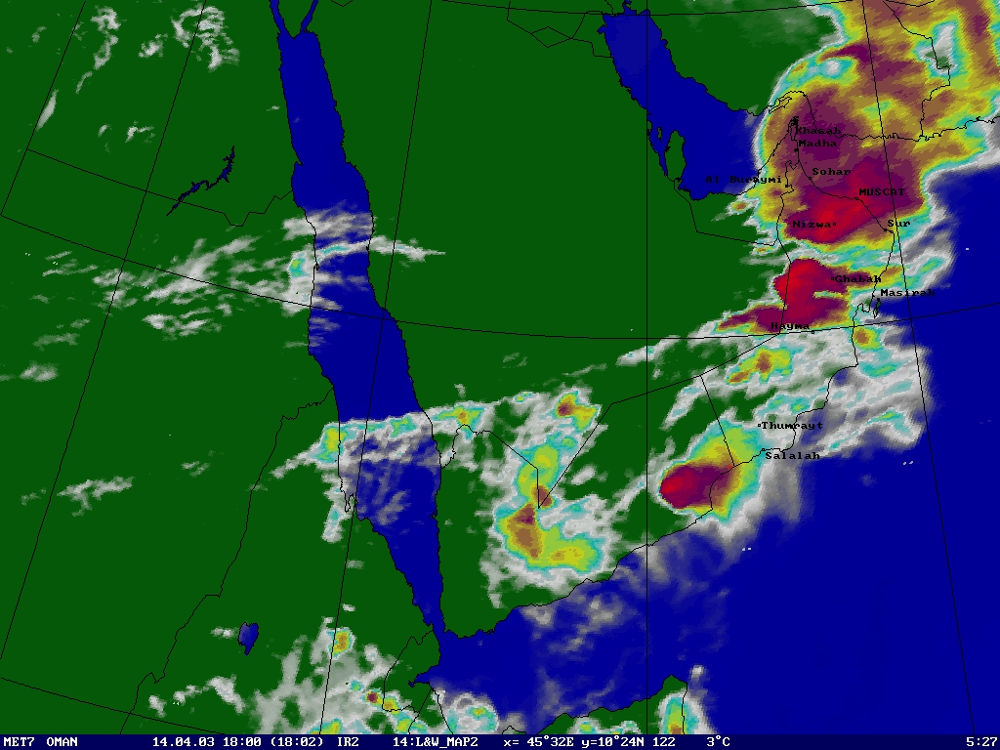 Khasab
Madha
Sohar
Al Buraymi
MUSCAT
Nizwa
Sur
Ghabah
Masirah
Hayma
Thumrayt
Salalah
MET7 OMAN 14.04.03 18:00 (18:02) IR2 14:L&W_MAP2 x= 45°32E y=10°24N 122 3°C 5:27